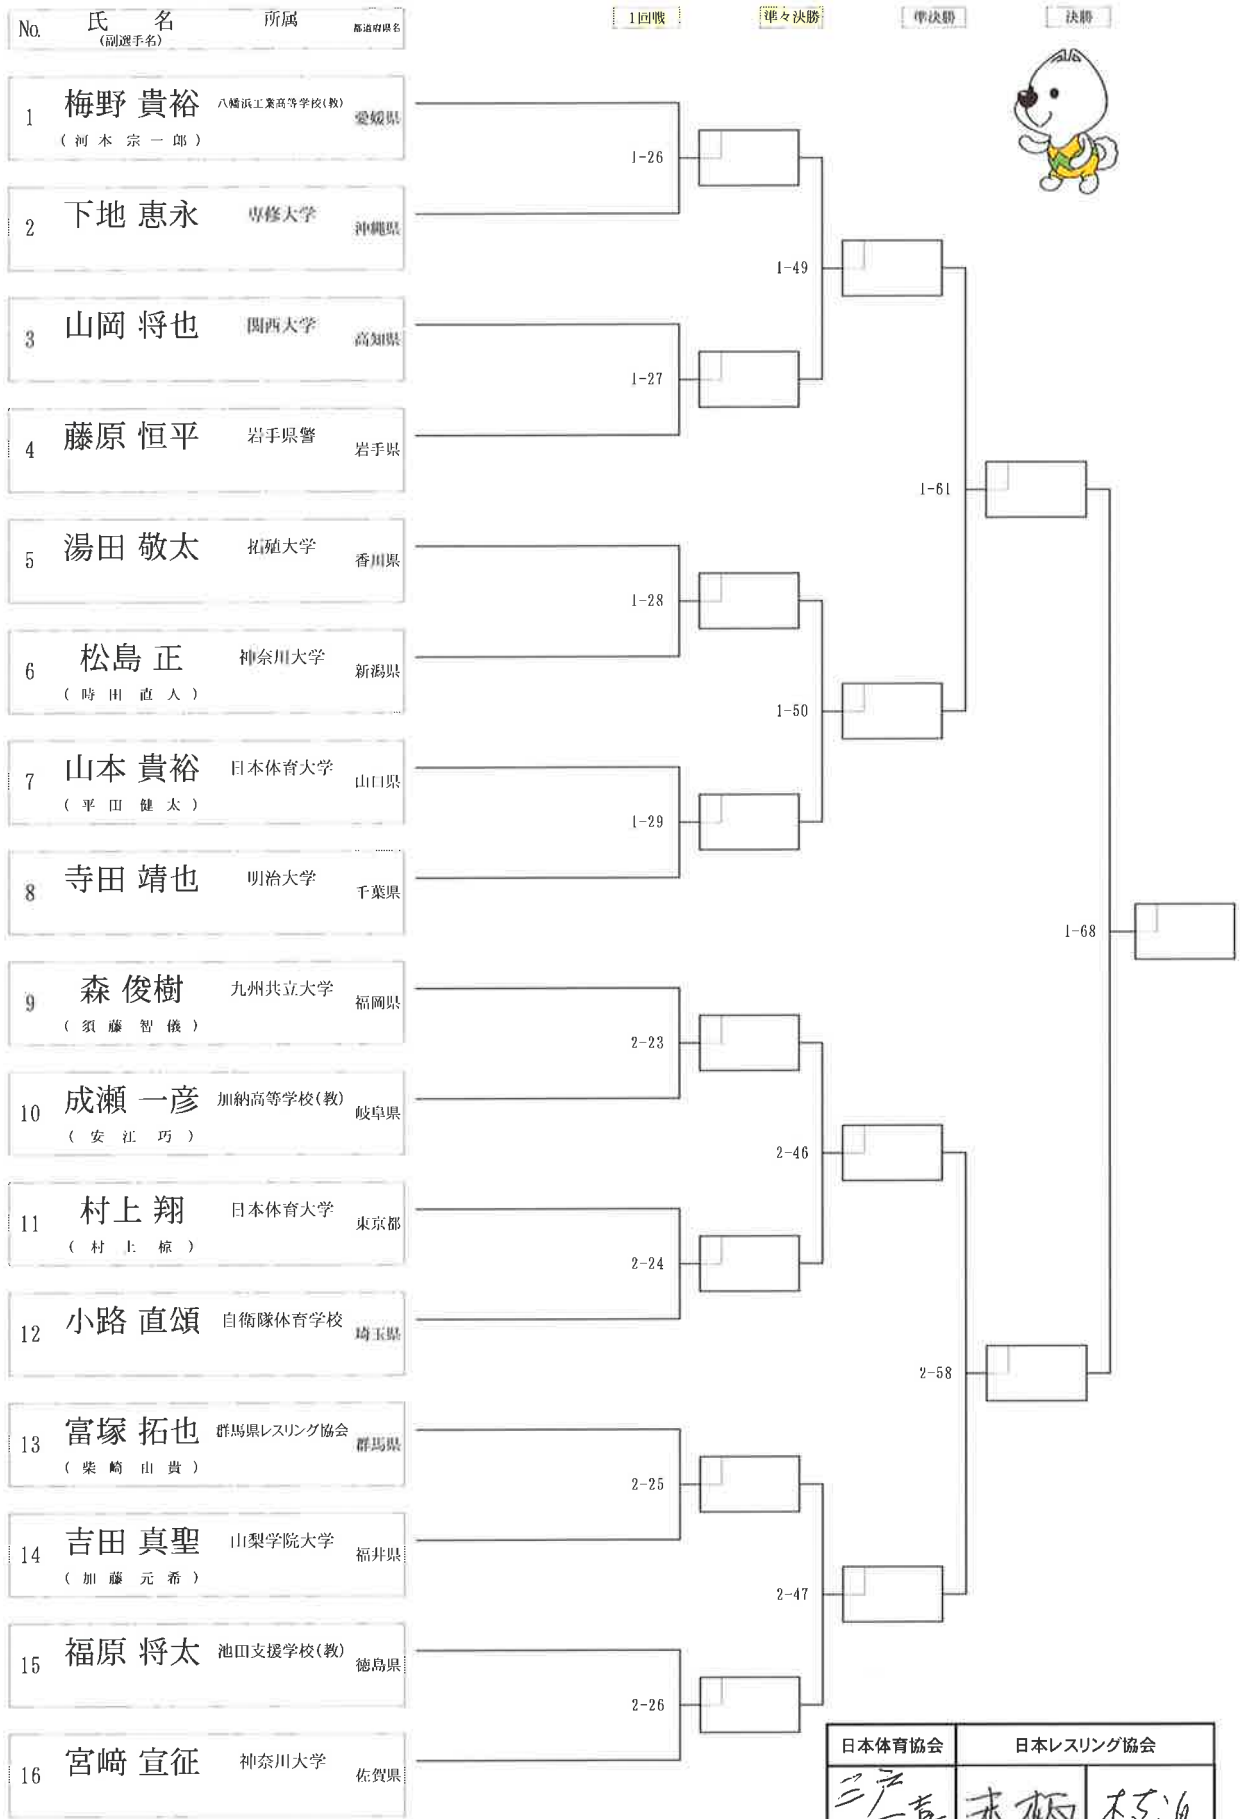 No. 氏 名 所属 都道府県名 1回戦 準々決勝 準決勝 決勝
(副選手名)
1 梅野 貴裕 八幡浜工業高等学校(教) 愛媛県
(河本宗一郎)
1-26
2 下地 恵永 専修大学 沖縄県
1-49
3 山岡 将也 関西大学 高知県
1-27
4 藤原 恒平 岩手県警 岩手県
1-61
5 湯田 敬太 拓殖大学 香川県
1-28
6 松島 正 神奈川大学 新潟県
(時田直人)
1-50
7 山本 貴裕 日本体育大学 山口県
(平田健太)
1-29
8 寺田 靖也 明治大学 千葉県
1-68
9 森 俊樹 九州共立大学 福岡県
(須藤智儀)
2-23
10 成瀬 一彦 加納高等学校(教) 岐阜県
(安江巧)
2-46
11 村上 翔 日本体育大学 東京都
(村上椋)
2-24
12 小路 直頌 自衛隊体育学校 埼玉県
2-58
13 富塚 拓也 群馬県レスリング協会 群馬県
(柴崎由貴)
2-25
14 吉田 真聖 山梨学院大学 福井県
(加藤元希)
2-47
15 福原 将太 池田支援学校(教) 徳島県
2-26
16 宮﨑 宣征 神奈川大学 佐賀県
日本体育協会 日本レスリング協会